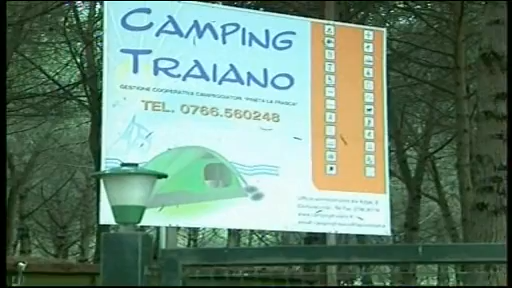 CAMPING
TRAIANO
GESTIONE COOPERATIVA CAMPEGGIATORI "PINETA LA FRASCA"
TEL. 0766.560248